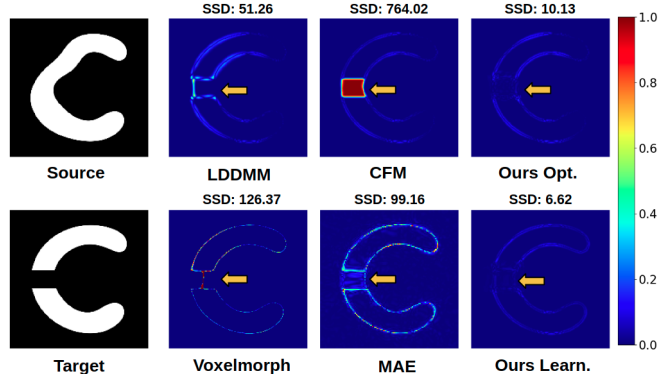 SSD: 51.26 SSD: 764.02 SSD: 10.13
1.0
0.8
0.6
0.4
0.2
0.0
Source LDDMM CFM Ours Opt.
SSD: 126.37 SSD: 99.16 SSD: 6.62
Target Voxelmorph MAE Ours Learn.